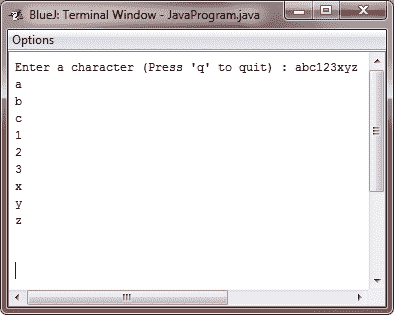 BlueJ: Terminal Window - JavaProgram.java
Options
Enter a character (Press 'q' to quit) : abc123xyz
a
b
c
1
2
3
x
y
z